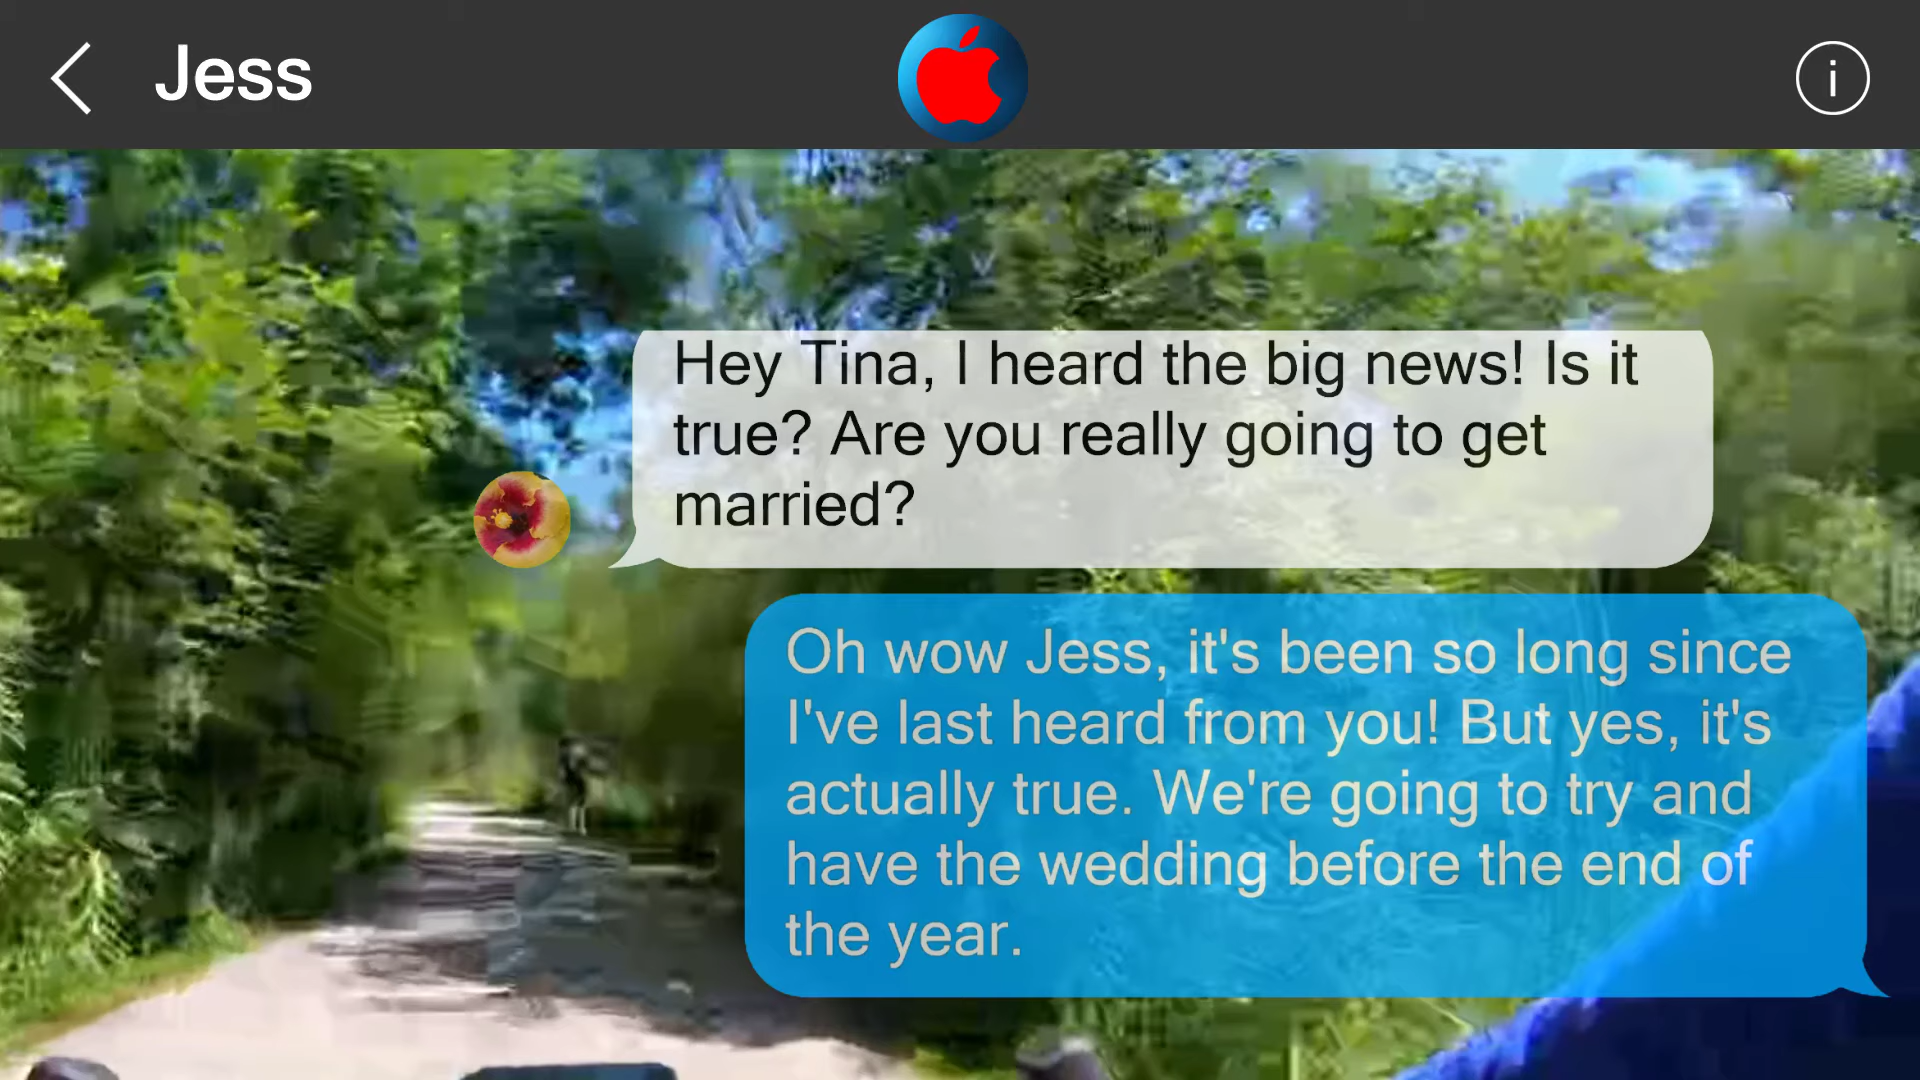 Jess
i
Hey Tina, I heard the big news! Is it
true? Are you really going to get
married?
Oh wow Jess, it's been so long since
I've last heard from you! But yes, it's
actually true. We're going to try and
have the wedding before the end of
the year.